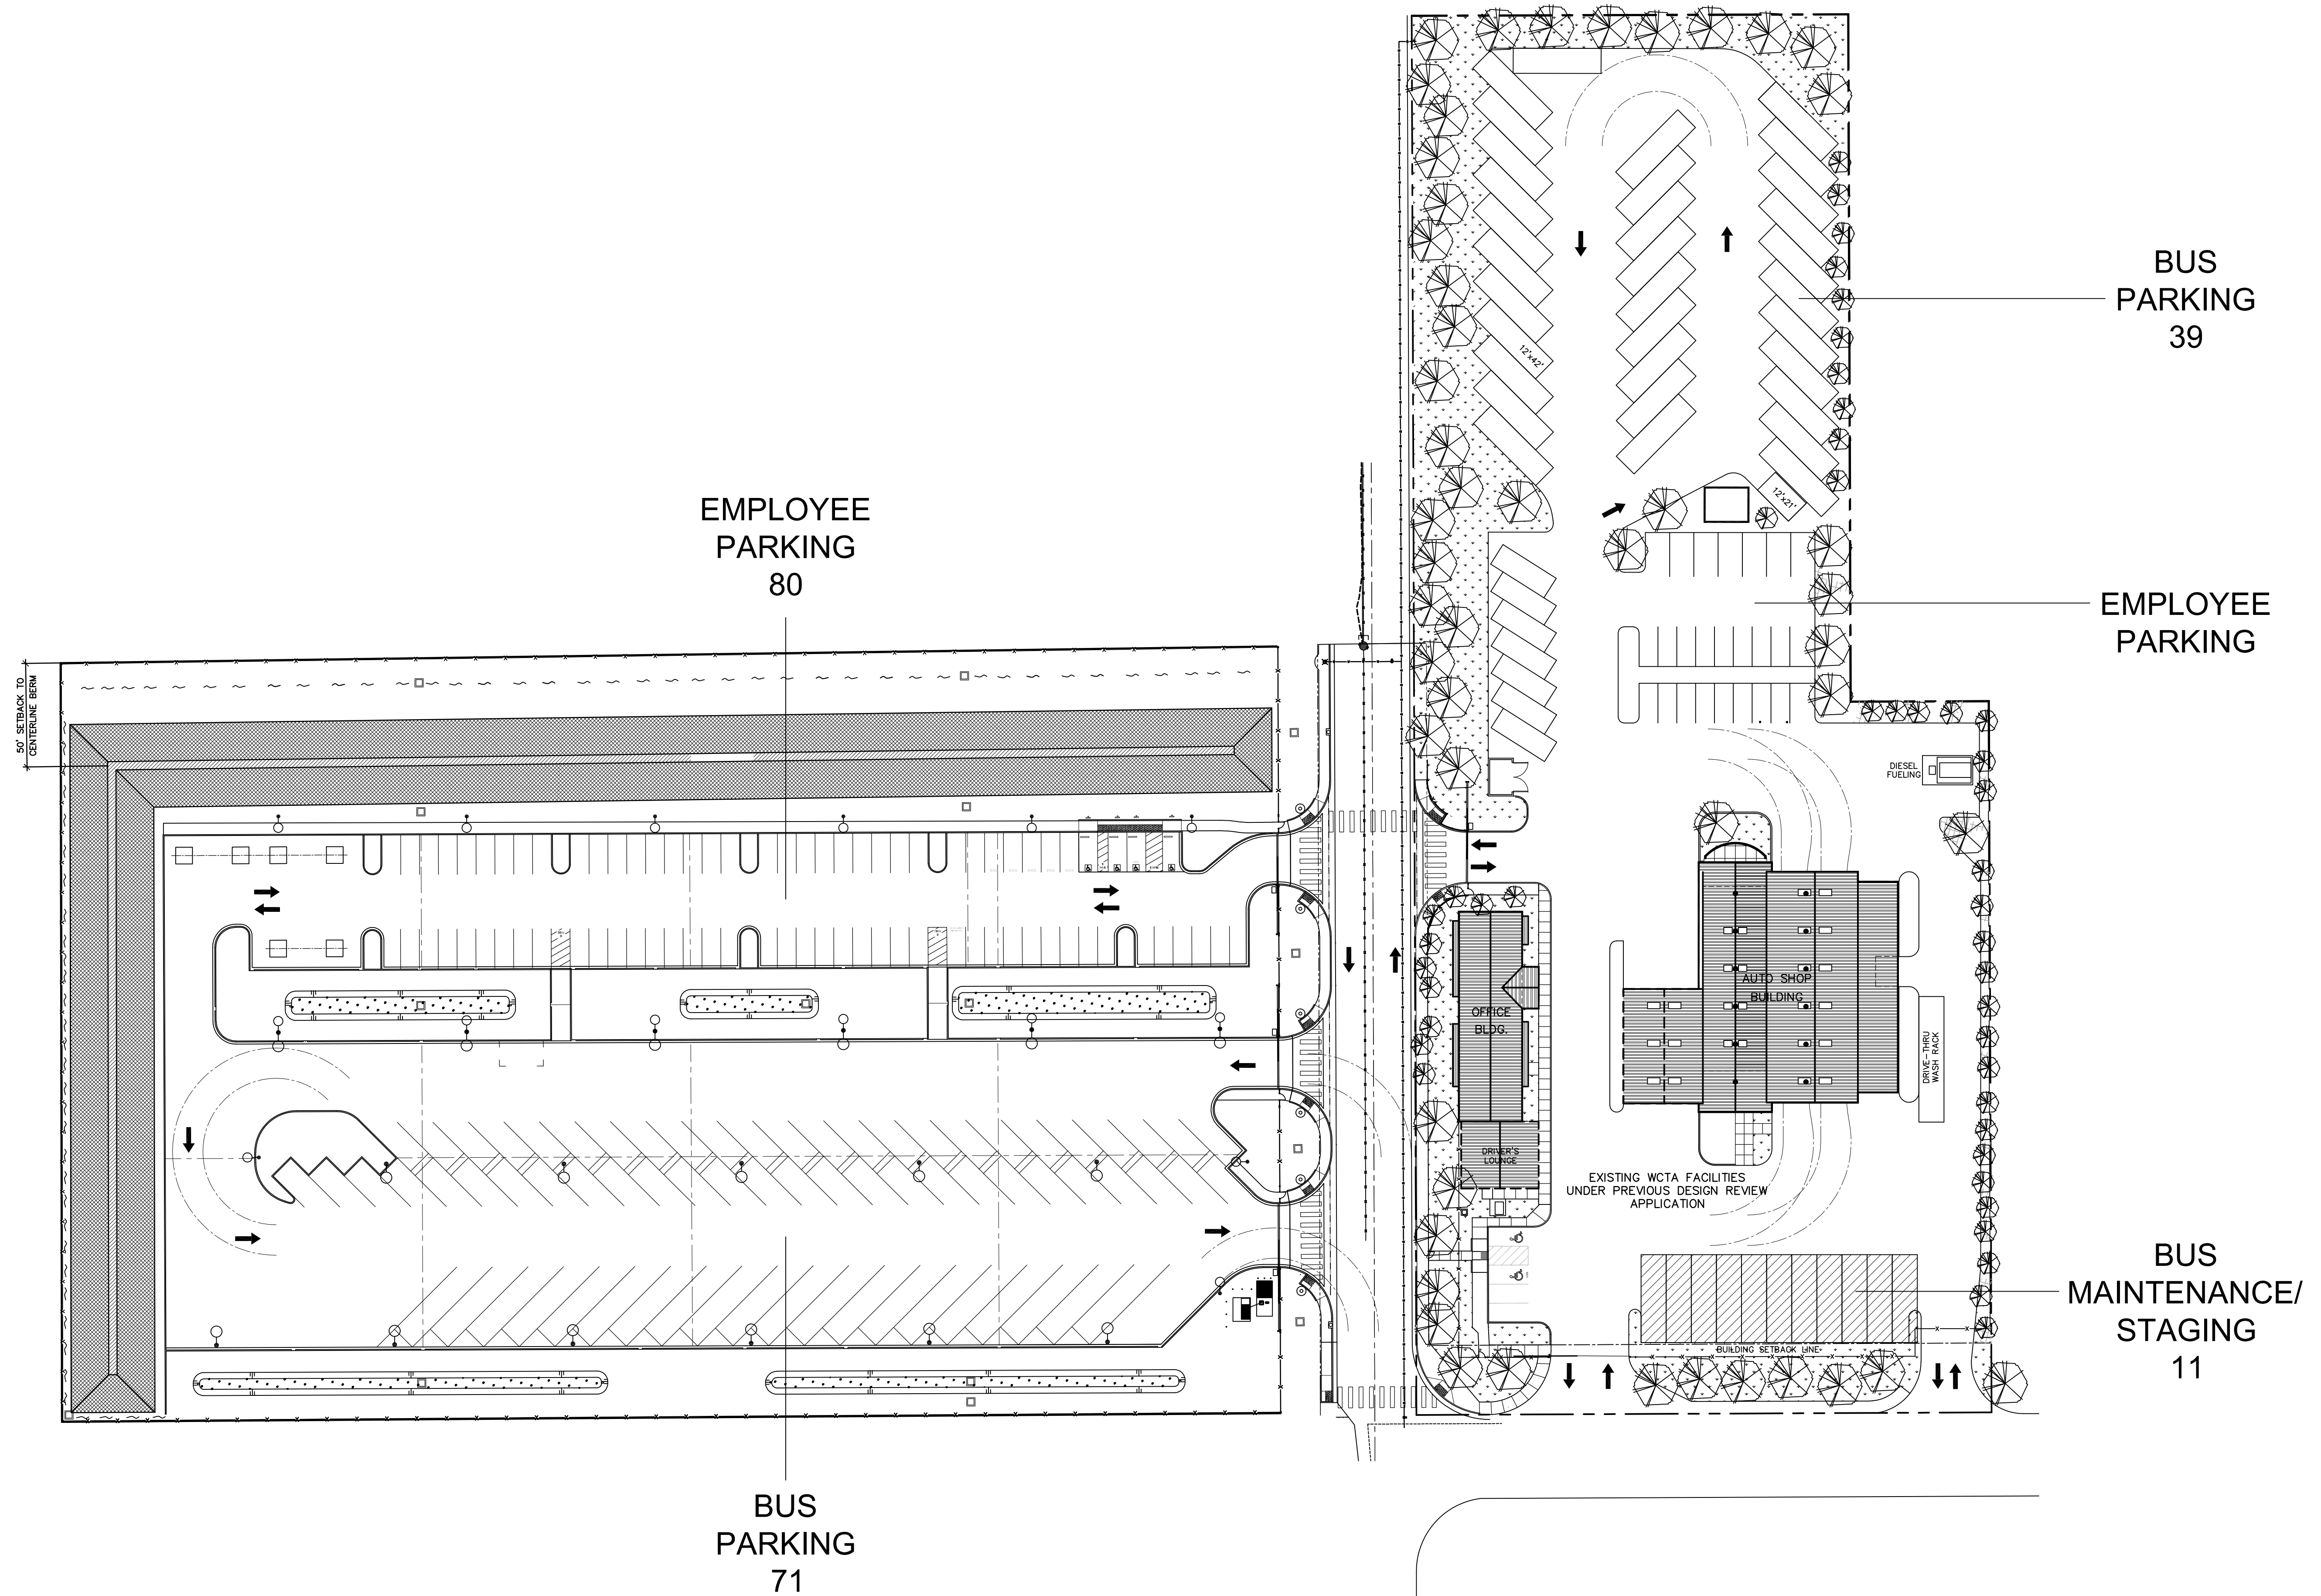 BUS
PARKING
39
12'x42'
12'x21'
EMPLOYEE
PARKING
80
EMPLOYEE
PARKING
50' SETBACK TO
CENTERLINE BERM
DIESEL
FUELING
AUTO SHOP
BUILDING
OFFICE
BLDG.
DRIVE-THRU
WASH RACK
DRIVER'S
LOUNGE
EXISTING WCTA FACILITIES
UNDER PREVIOUS DESIGN REVIEW
APPLICATION
BUS
MAINTENANCE/
STAGING
11
BUILDING SETBACK LINE
BUS
PARKING
71